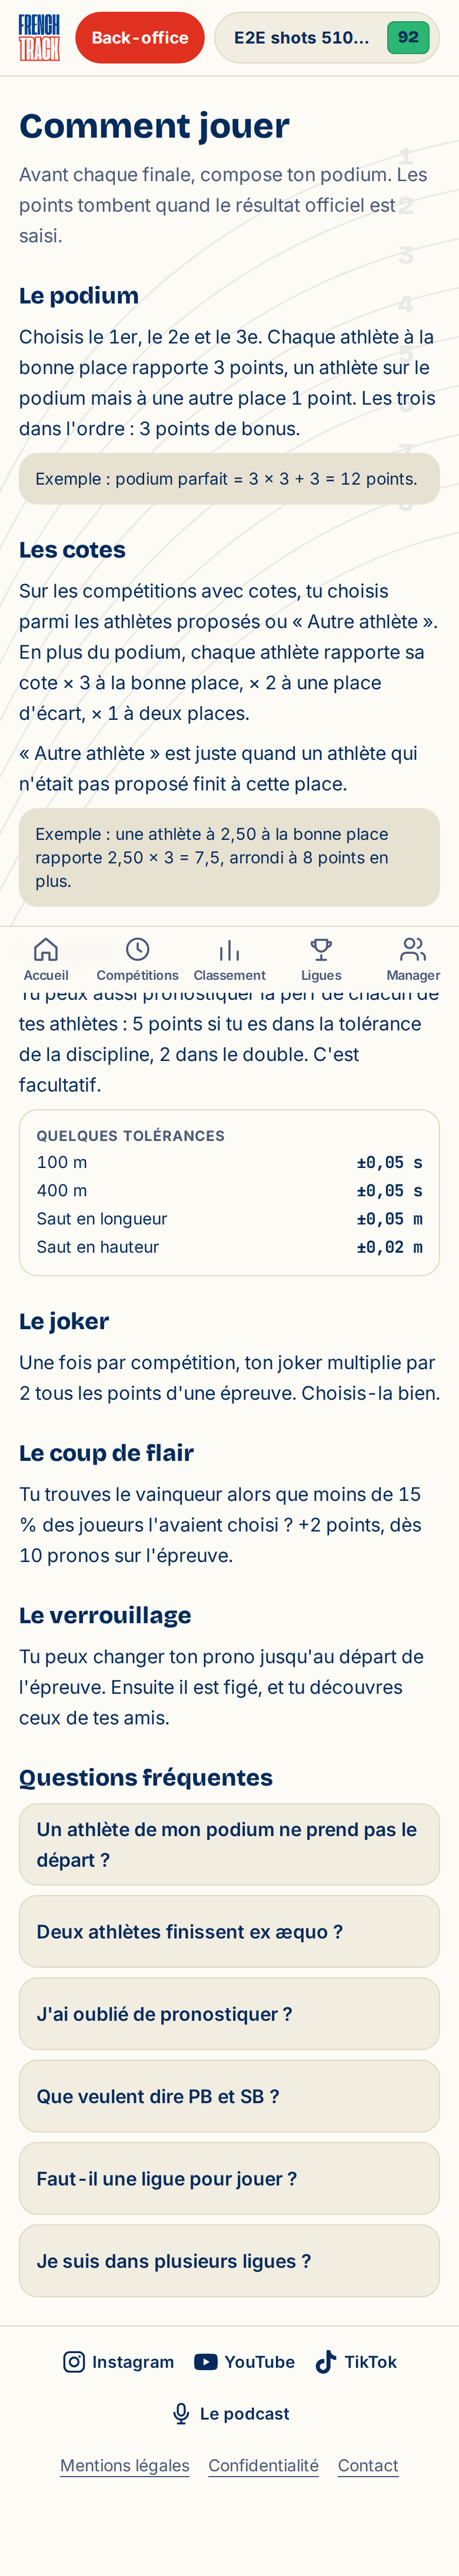 FRENCH
TRACK
Back-office
E2E shots 510...
92
Comment jouer
Avant chaque finale, compose ton podium. Les
points tombent quand le résultat officiel est
saisi.
1
2
3
4
5
Le podium
Choisis le 1er, le 2e et le 3e. Chaque athlète à la
bonne place rapporte 3 points, un athlète sur le
podium mais à une autre place 1 point. Les trois
dans l'ordre : 3 points de bonus.
Exemple : podium parfait = 3 × 3 + 3 = 12 points.
Les cotes
Sur les compétitions avec cotes, tu choisis
parmi les athlètes proposés ou « Autre athlète ».
En plus du podium, chaque athlète rapporte sa
cote × 3 à la bonne place, × 2 à une place
d'écart, × 1 à deux places.
« Autre athlète » est juste quand un athlète qui
n'était pas proposé finit à cette place.
Exemple : une athlète à 2,50 à la bonne place
rapporte 2,50 × 3 = 7,5, arrondi à 8 points en
plus.
Accueil
Compétitions
Classement
Ligues
Manager
Tu peux aussi pronostiquer la perf de chacun de
tes athlètes : 5 points si tu es dans la tolérance
de la discipline, 2 dans le double. C'est
facultatif.
QUELQUES TOLÉRANCES
100 m ±0,05 s
400 m ±0,05 s
Saut en longueur ±0,05 m
Saut en hauteur ±0,02 m
Le joker
Une fois par compétition, ton joker multiplie par
2 tous les points d'une épreuve. Choisis-la bien.
Le coup de flair
Tu trouves le vainqueur alors que moins de 15
% des joueurs l'avaient choisi ? +2 points, dès
10 pronos sur l'épreuve.
Le verrouillage
Tu peux changer ton prono jusqu'au départ de
l'épreuve. Ensuite il est figé, et tu découvres
ceux de tes amis.
Questions fréquentes
Un athlète de mon podium ne prend pas le
départ ?
Deux athlètes finissent ex æquo ?
J'ai oublié de pronostiquer ?
Que veulent dire PB et SB ?
Faut-il une ligue pour jouer ?
Je suis dans plusieurs ligues ?
Instagram
YouTube
TikTok
Le podcast
Mentions légales
Confidentialité
Contact